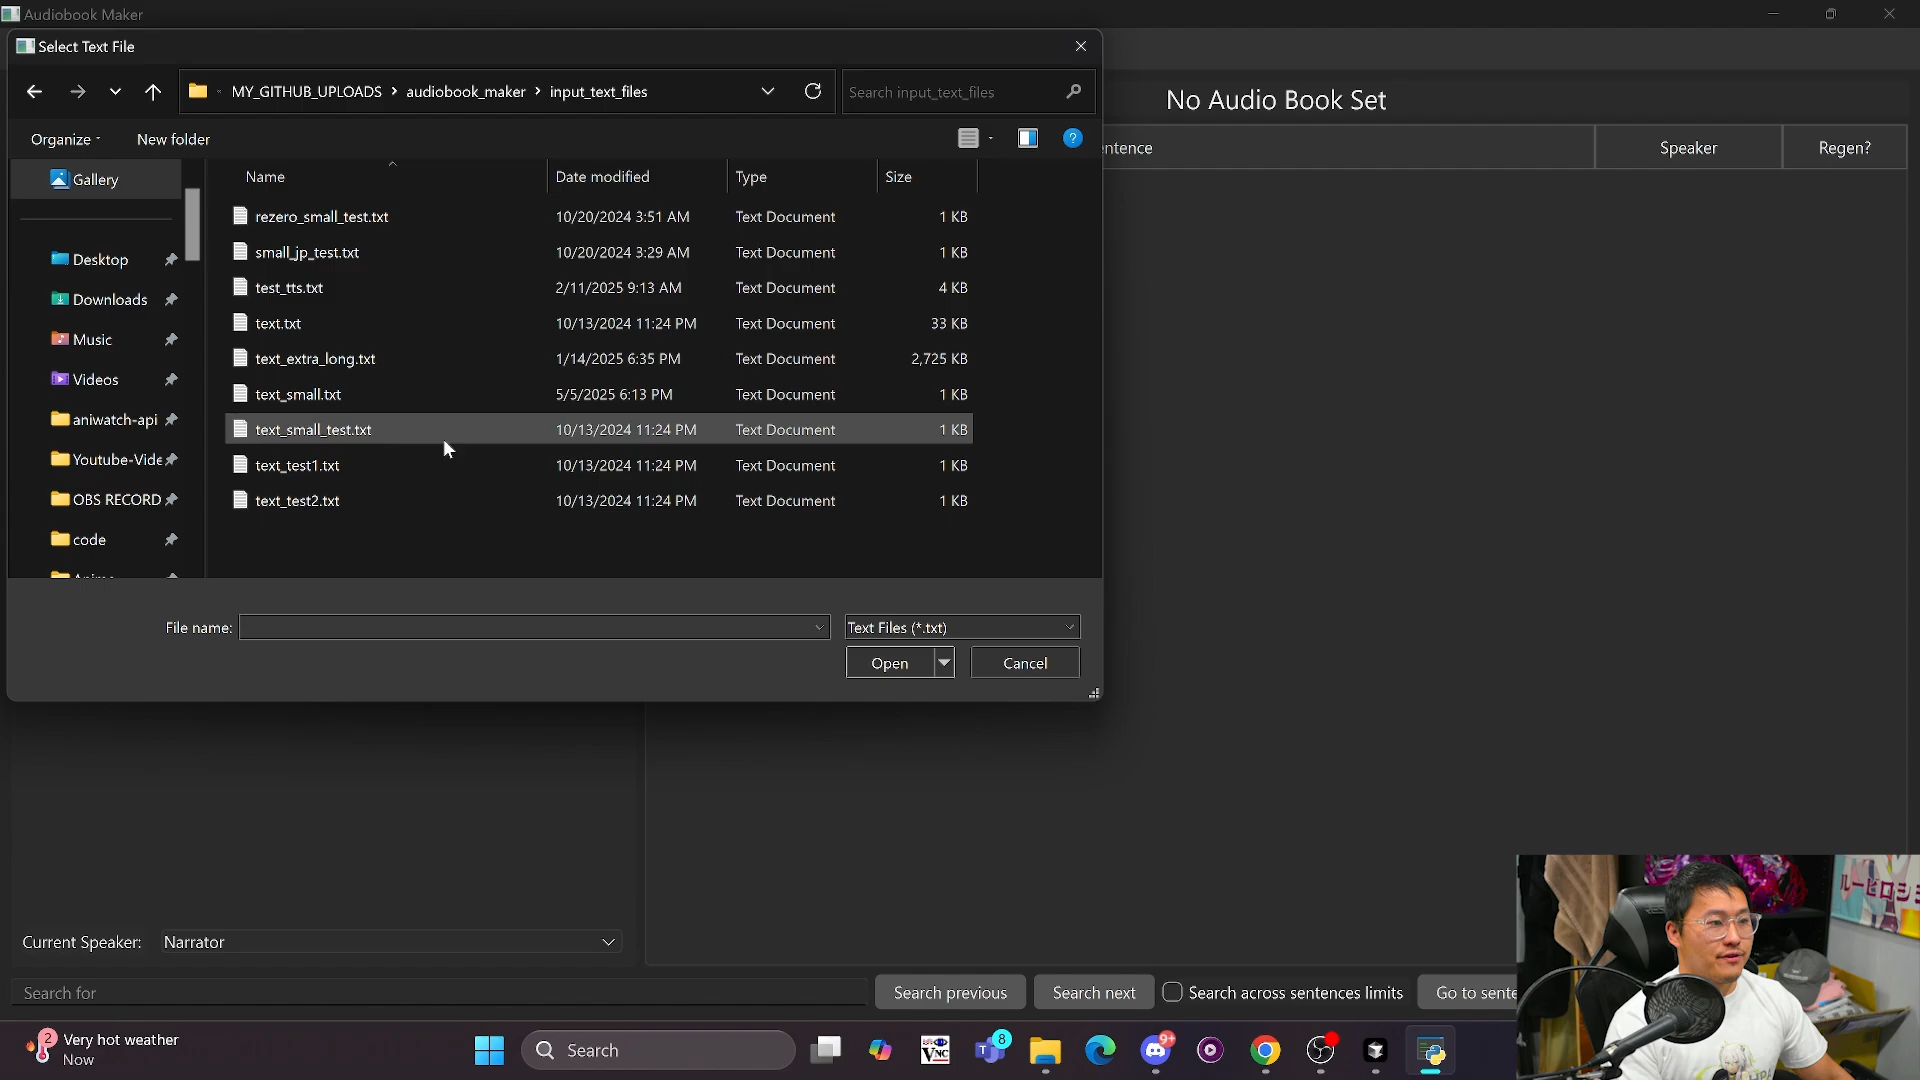 Audiobook Maker
Select Text File
MY_GITHUB_UPLOADS > audiobook_maker > input_text_files
Search input_text_files
No Audio Book Set
Organize
New folder
entence
Speaker
Regen?
Gallery
Name
Date modified
Type
Size
rezero_small_test.txt 10/20/2024 3:51 AM Text Document 1 KB
small_jp_test.txt 10/20/2024 3:29 AM Text Document 1 KB
test_tts.txt 2/11/2025 9:13 AM Text Document 4 KB
text.txt 10/13/2024 11:24 PM Text Document 33 KB
text_extra_long.txt 1/14/2025 6:35 PM Text Document 2,725 KB
text_small.txt 5/5/2025 6:13 PM Text Document 1 KB
text_small_test.txt 10/13/2024 11:24 PM Text Document 1 KB
text_test1.txt 10/13/2024 11:24 PM Text Document 1 KB
text_test2.txt 10/13/2024 11:24 PM Text Document 1 KB
Desktop
Downloads
Music
Videos
aniwatch-api
Youtube-Vide
OBS RECORD
code
File name:
Text Files (*.txt)
Open
Cancel
Current Speaker: Narrator
Search for
Search previous
Search next
Search across sentences limits
Go to sente
2
Very hot weather
Now
Search
VNC
8
9+